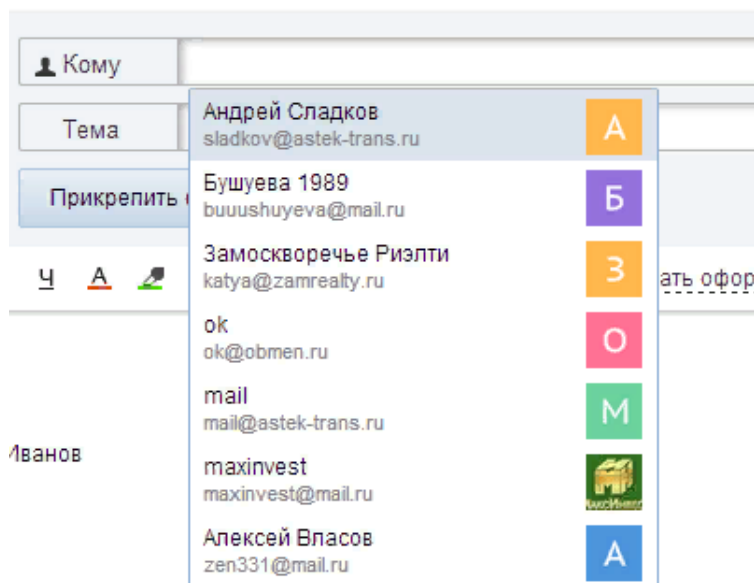 Кому
Андрей Сладков
sladkov@astek-trans.ru
А
Тема
Бушуева 1989
buuushuyeva@mail.ru
Б
Прикрепить
Замоскворечье Риэлти
katya@zamrealty.ru
З
Ч А
ать офор
ok
ok@obmen.ru
О
mail
mail@astek-trans.ru
М
Иванов
maxinvest
maxinvest@mail.ru
Алексей Власов
zen331@mail.ru
А